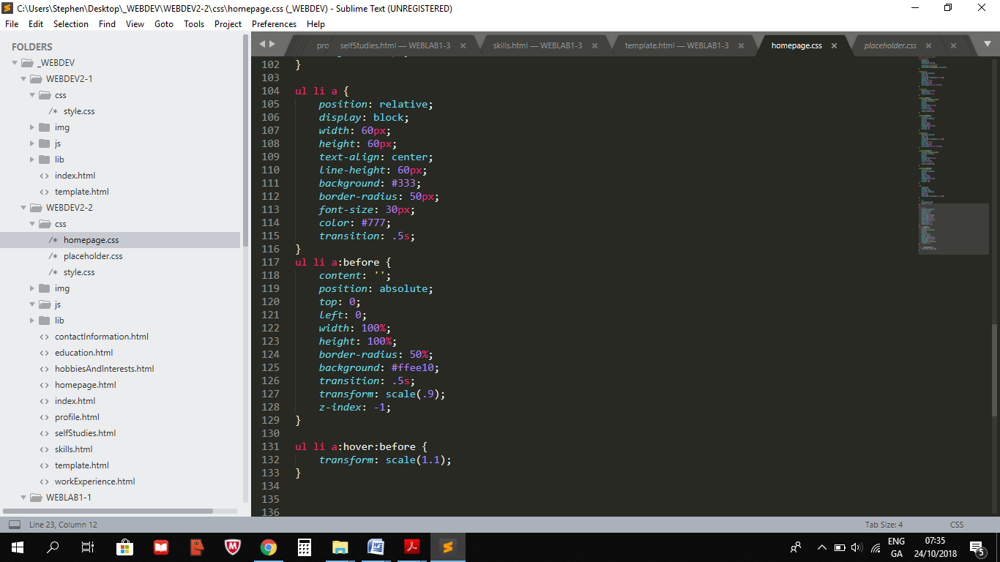 C:\Users\Stephen\Desktop\_WEBDEV\WEBDEV2-2\css\homepage.css (_WEBDEV) - Sublime Text (UNREGISTERED)
File Edit Selection Find View Goto Tools Project Preferences Help
FOLDERS
_WEBDEV
WEBDEV2-1
css
/* style.css
img
js
lib
<> index.html
<> template.html
WEBDEV2-2
css
/* homepage.css
/* placeholder.css
/* style.css
img
js
lib
<> contactInformation.html
<> education.html
<> hobbiesAndInterests.html
<> homepage.html
<> index.html
<> profile.html
<> selfStudies.html
<> skills.html
<> template.html
<> workExperience.html
WEBLAB1-1
pro selfStudies.html — WEBLAB1-3 × skills.html — WEBLAB1-3 × template.html — WEBLAB1-3 × homepage.css × placeholder.css × ×
102 }
103
104 ul li a {
105 position: relative;
106 display: block;
107 width: 60px;
108 height: 60px;
109 text-align: center;
110 line-height: 60px;
111 background: #333;
112 border-radius: 50px;
113 font-size: 30px;
114 color: #777;
115 transition: .5s;
116 }
117 ul li a:before {
118 content: '';
119 position: absolute;
120 top: 0;
121 left: 0;
122 width: 100%;
123 height: 100%;
124 border-radius: 50%;
125 background: #ffee10;
126 transition: .5s;
127 transform: scale(.9);
128 z-index: -1;
129 }
130
131 ul li a:hover:before {
132 transform: scale(1.1);
133 }
134
135
136
Line 23, Column 12 Tab Size: 4 CSS
ENG
GA
07:35
24/10/2018
5